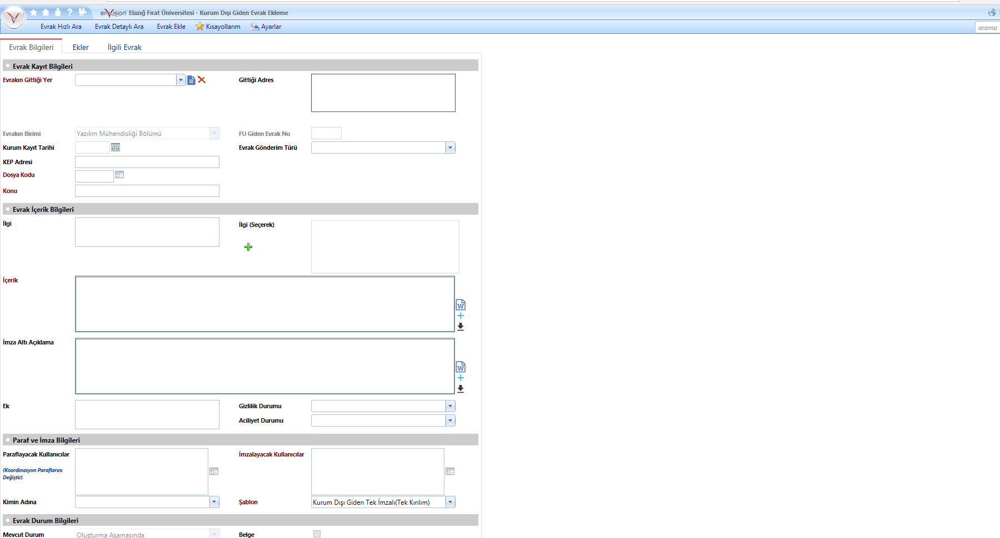 enVision Elazığ Fırat Üniversitesi - Kurum Dışı Giden Evrak Ekleme
Evrak Hızlı Ara Evrak Detaylı Ara Evrak Ekle Kısayollarım Ayarlar
arama
Evrak Bilgileri Ekler İlgili Evrak
Evrak Kayıt Bilgileri
Evrakın Gittiği Yer Gittiği Adres
Evrakın Birimi Yazılım Mühendisliği Bölümü FU Giden Evrak No
Kurum Kayıt Tarihi Evrak Gönderim Türü
KEP Adresi
Dosya Kodu
Konu
Evrak İçerik Bilgileri
İlgi İlgi (Seçerek)
İçerik
İmza Altı Açıklama
Ek Gizlilik Durumu
Aciliyet Durumu
Paraf ve İmza Bilgileri
Paraflayacak Kullanıcılar İmzalayacak Kullanıcılar
(Koordinasyon Paraflarını
Değiştir)
Kimin Adına Şablon Kurum Dışı Giden Tek İmzalı(Tek Kırılım)
Evrak Durum Bilgileri
Mevcut Durum Oluşturma Aşamasında Belge